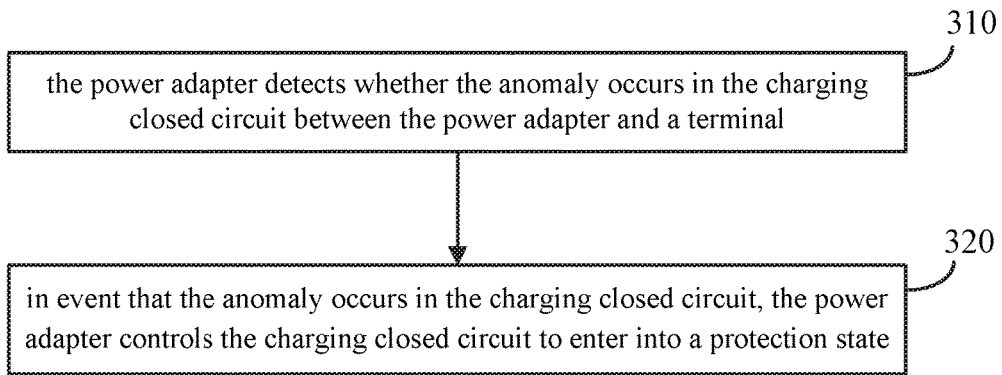 310
the power adapter detects whether the anomaly occurs in the charging
closed circuit between the power adapter and a terminal
320
in event that the anomaly occurs in the charging closed circuit, the power
adapter controls the charging closed circuit to enter into a protection state